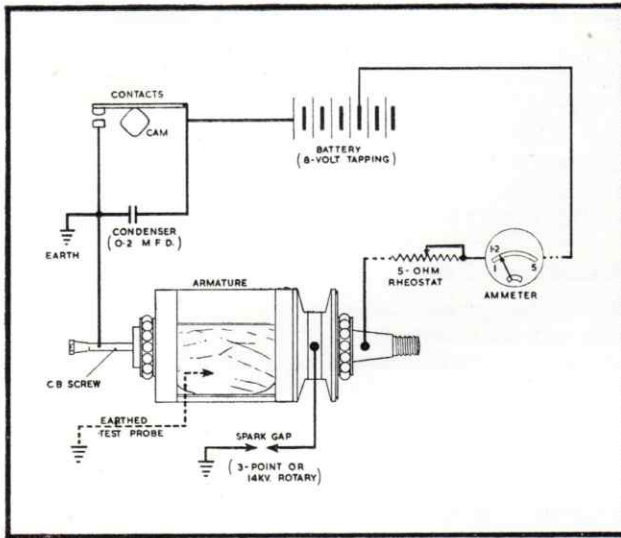 CONTACTS
CAM
BATTERY
(8-VOLT TAPPING)
EARTH
CONDENSER
(0·2 M.F.D.)
1·2
1
5
5-OHM
RHEOSTAT
AMMETER
ARMATURE
C.B SCREW
EARTHED
TEST PROBE
SPARK GAP
(3-POINT OR
14KV. ROTARY)